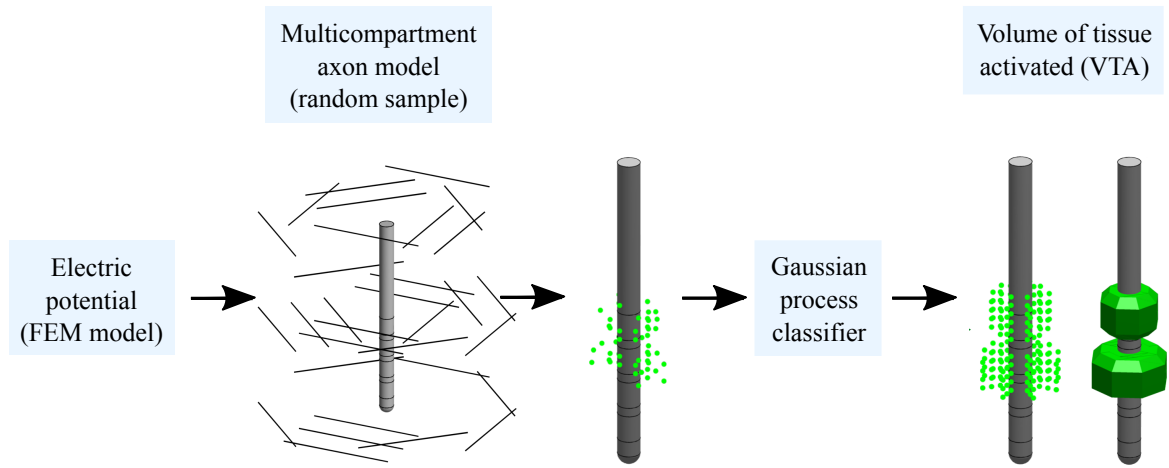 Multicompartment
axon model
(random sample)
Volume of tissue
activated (VTA)
Electric
potential
(FEM model)
Gaussian
process
classifier